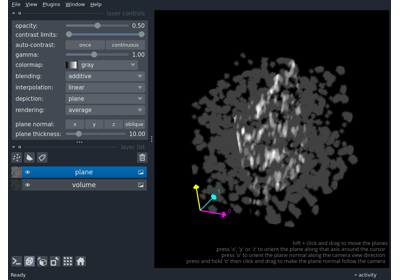 File View Plugins Window Help
layer controls
opacity: 0.50
contrast limits:
auto-contrast: once continuous
gamma: 1.00
colormap: gray
blending: additive
interpolation: linear
depiction: plane
rendering: average
plane normal: x y z oblique
plane thickness: 10.00
layer list
plane
volume
shift + click and drag to move the planes
press 'x', 'y' or 'z' to orient the plane along that axis around the cursor
press 'o' to orient the plane normal along the camera view direction
press and hold 'o' then click and drag to make the plane normal follow the camera
Ready
activity